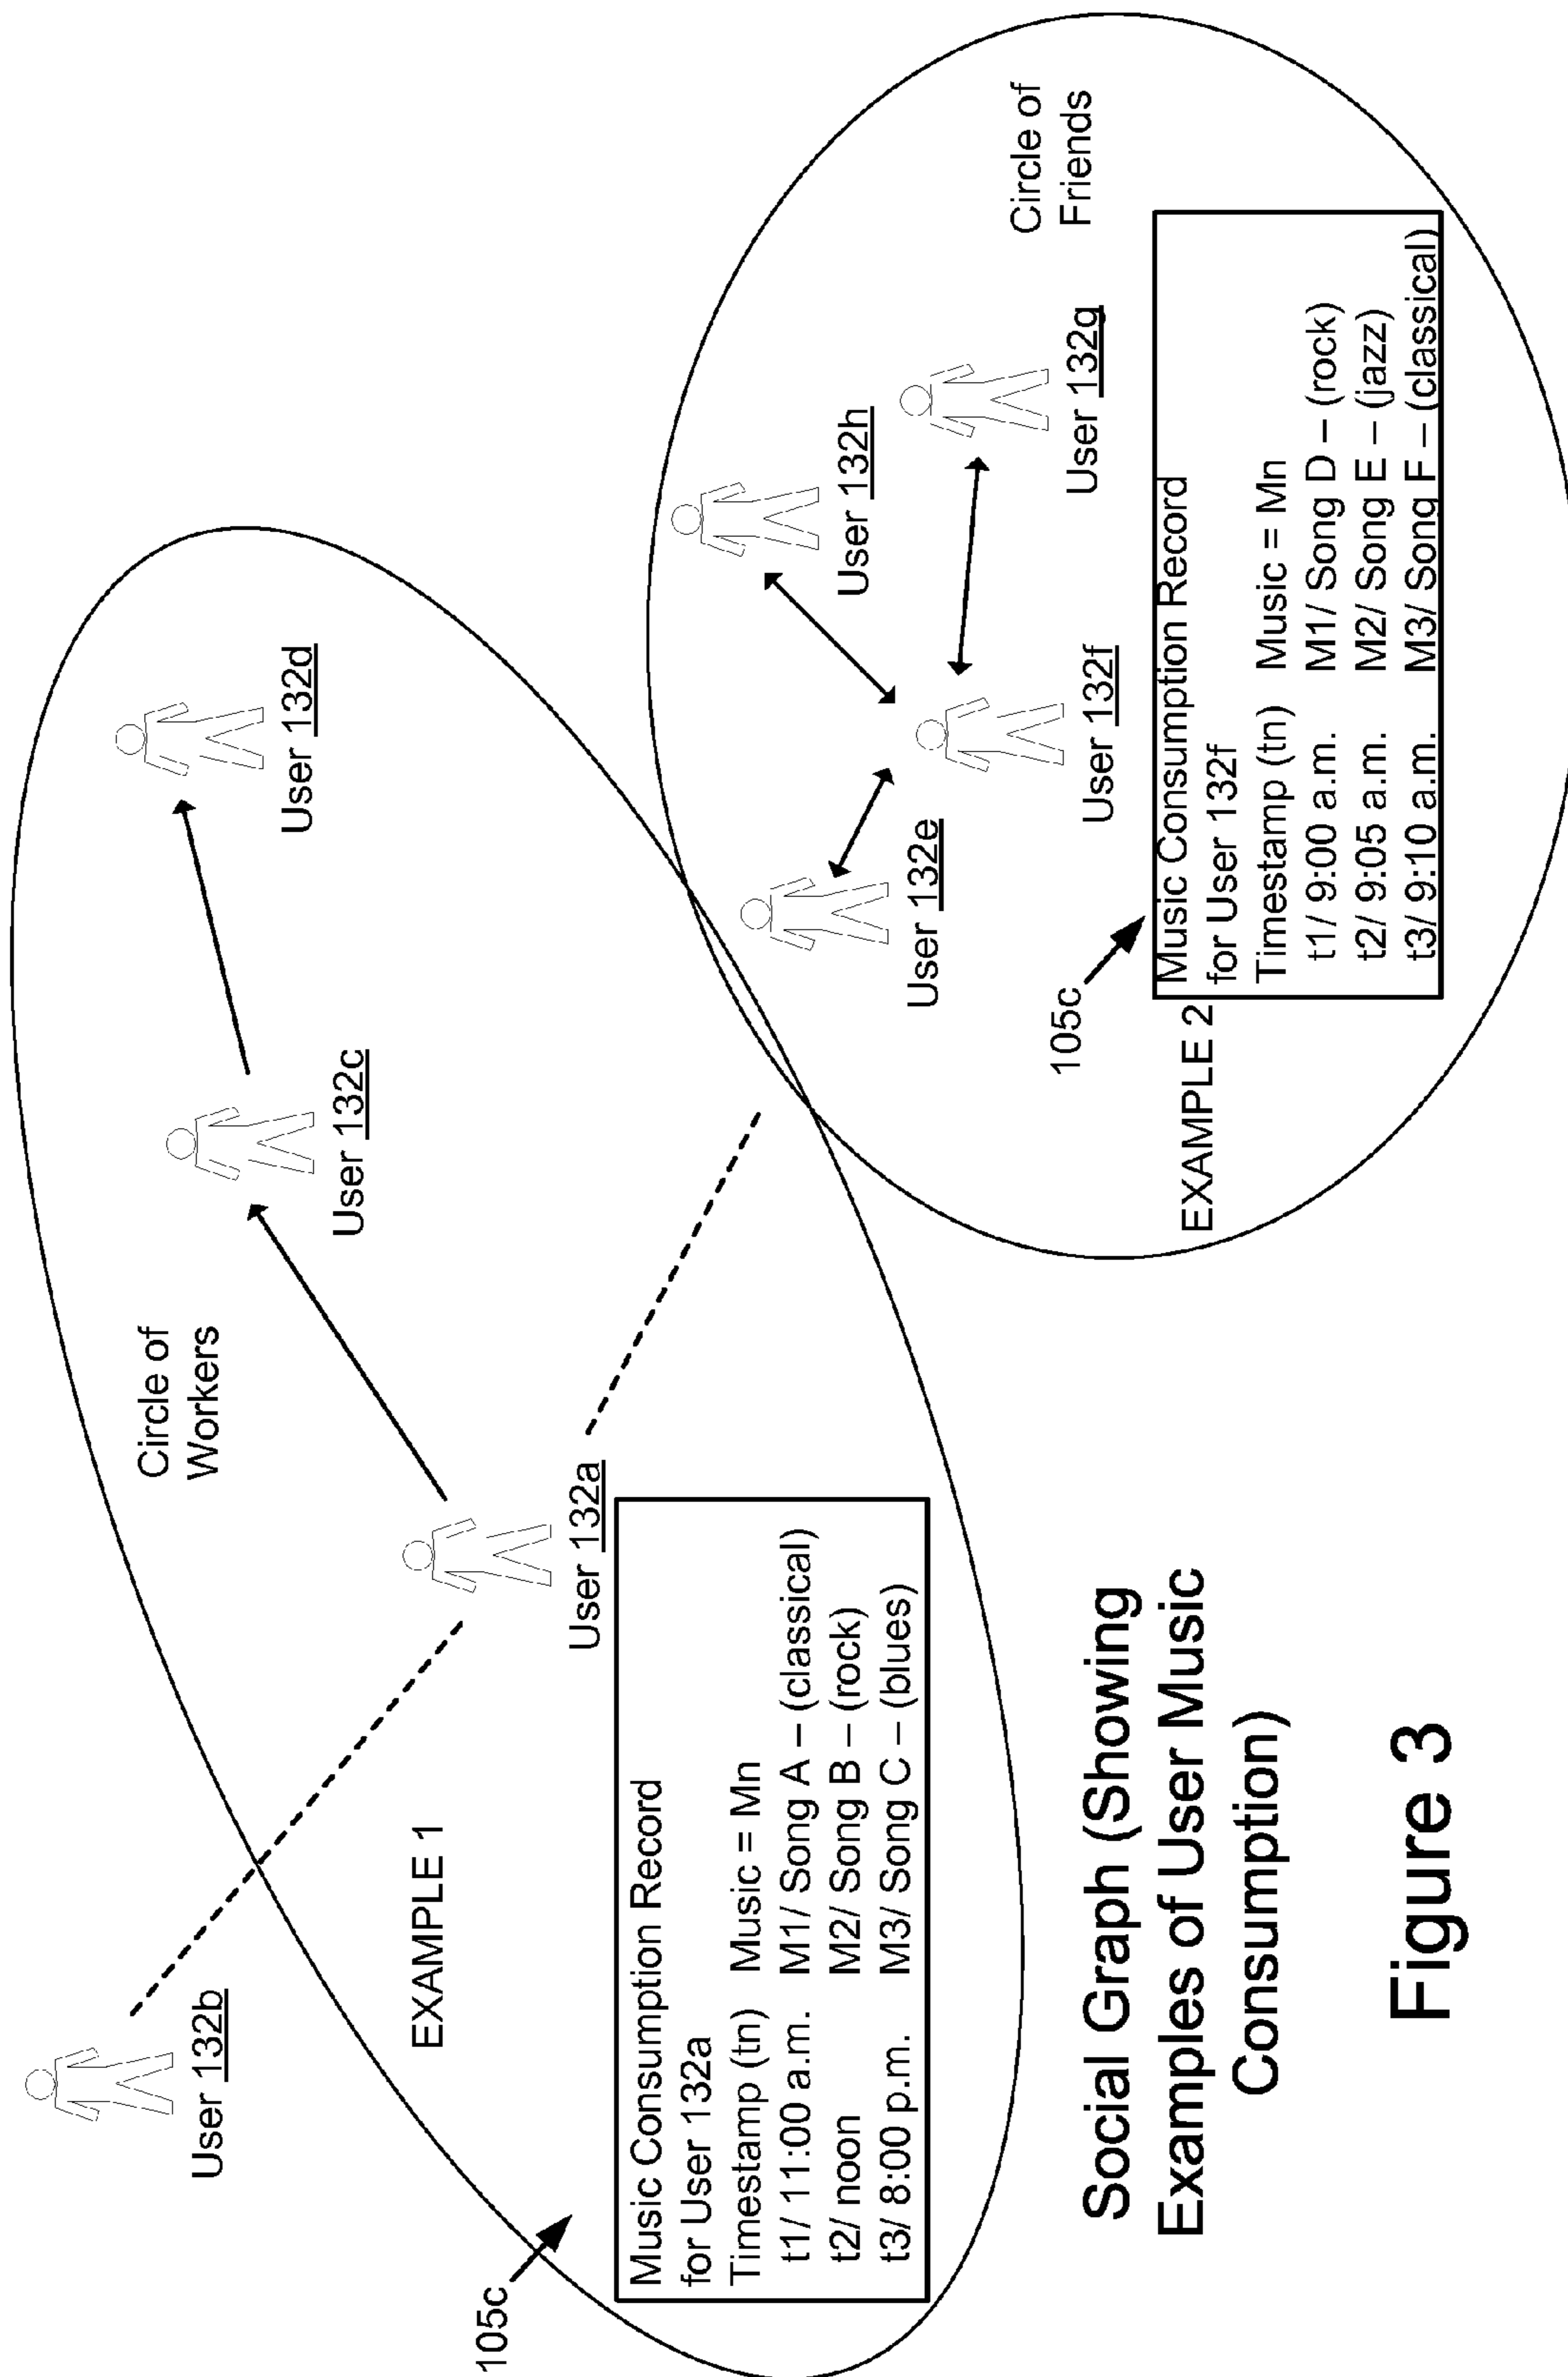 User 132b
Circle of
Workers
User 132c
User 132d
EXAMPLE 1
User 132a
105c
Music Consumption Record
for User 132a
Timestamp (tn) Music = Mn
t1/ 11:00 a.m. M1/ Song A – (classical)
t2/ noon M2/ Song B – (rock)
t3/ 8:00 p.m. M3/ Song C – (blues)
User 132h
User 132e
User 132g
User 132f
Circle of
Friends
105c
EXAMPLE 2
Music Consumption Record
for User 132f
Timestamp (tn) Music = Mn
t1/ 9:00 a.m. M1/ Song D – (rock)
t2/ 9:05 a.m. M2/ Song E – (jazz)
t3/ 9:10 a.m. M3/ Song F – (classical)
Social Graph (Showing
Examples of User Music
Consumption)
Figure 3